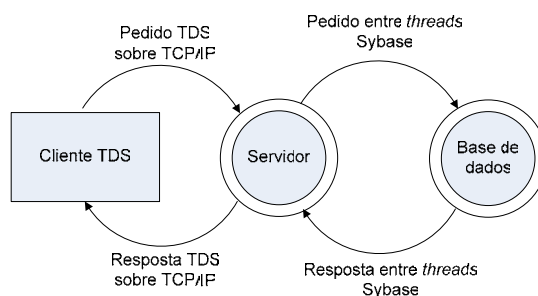 Pedido TDS
sobre TCP/IP
Pedido entre threads
Sybase
Cliente TDS
Servidor
Base de
dados
Resposta TDS
sobre TCP/IP
Resposta entre threads
Sybase